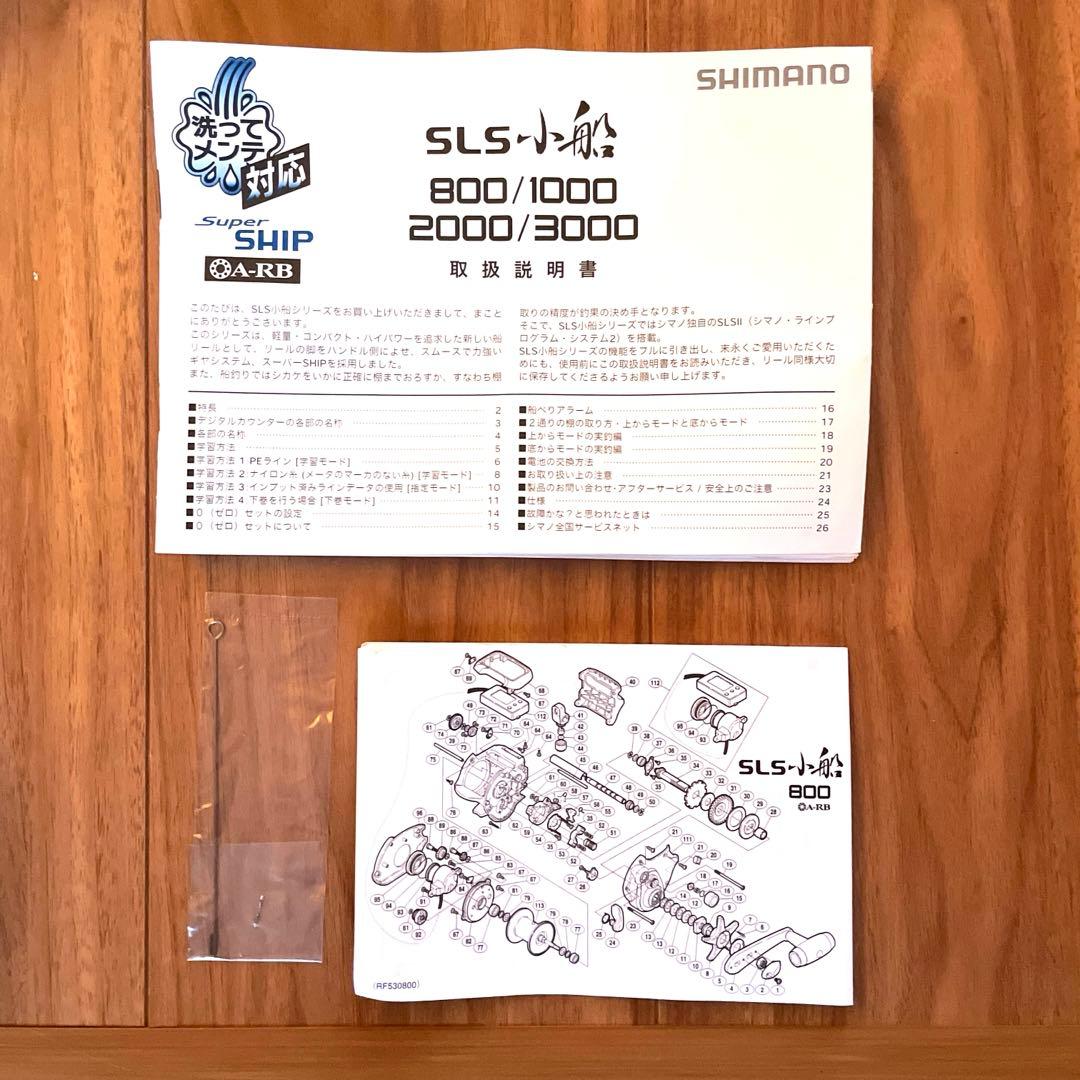 SHIMANO
洗って
メンテ
対応
SLS小船
800/1000
2000/3000
取扱説明書
Super
SHIP
A-RB
このたびは、SLS小船シリーズをお買い上げいただきまして、まこと
にありがとうございます。
このシリーズは、軽量・コンパクト・ハイパワーを追求した新しい船
リールとして、リールの脚をハンドル側によせ、スムースで力強い
ギヤシステム、スーパーSHIPを採用しました。
また、船釣りではシカケをいかに正確に棚までおろすか、すなわち棚
取りの精度が釣果の決め手となります。
そこで、SLS小船シリーズではシマノ独自のSLSII（シマノ・ラインプ
ログラム・システム2）を搭載。
SLS小船シリーズの機能をフルに引き出し、末永くご愛用いただくた
めにも、使用前にこの取扱説明書をお読みいただき、リール同様大切
に保存してくださるようお願い申し上げます。
■特長 2
■デジタルカウンターの各部の名称 3
■各部の名称 4
■学習方法 5
■学習方法 1 PEライン [学習モード] 6
■学習方法 2 ナイロン糸 (メータのマーカのない糸) [学習モード] 8
■学習方法 3 インプット済みラインデータの使用 [指定モード] 10
■学習方法 4 下巻を行う場合 [下巻モード] 11
■0（ゼロ）セットの設定 14
■0（ゼロ）セットについて 15
■船べりアラーム 16
■2通りの棚の取り方・上からモードと底からモード 17
■上からモードの実釣編 18
■底からモードの実釣編 19
■電池の交換方法 20
■お取り扱い上の注意 21
■製品のお問い合わせ･アフターサービス / 安全上のご注意 23
■仕様 24
■故障かな？と思われたときは 25
■シマノ全国サービスネット 26
SLS小船
800
A-RB
(RF530800)